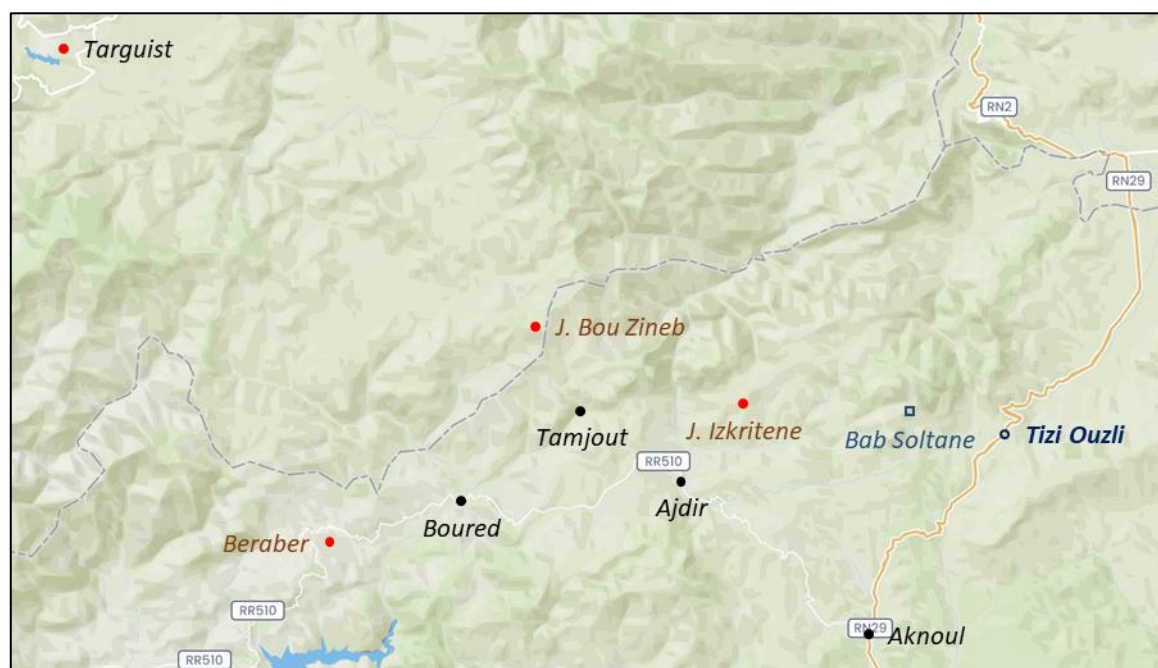 Targuist
RN2
RN29
J. Bou Zineb
Tamjout
J. Izkritene
Bab Soltane
Tizi Ouzli
RR510
Ajdir
Boured
Beraber
RR510
RN29
Aknoul
RR510